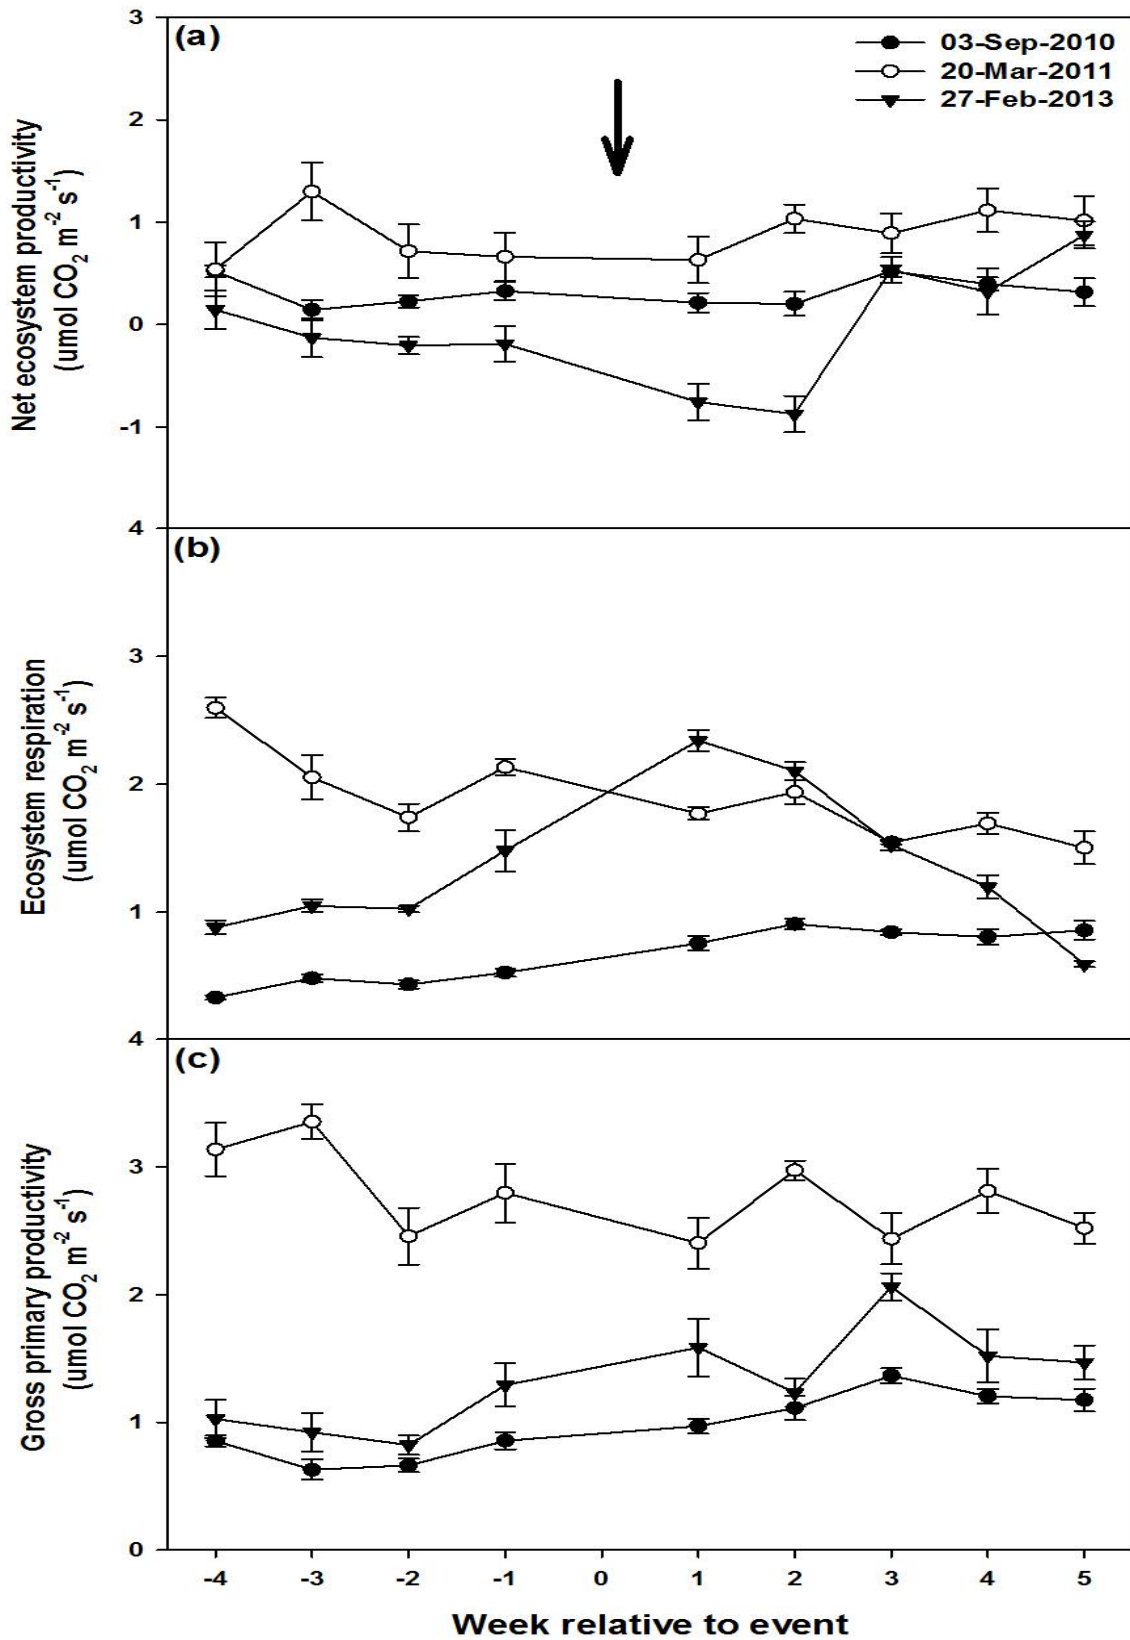 (a)
03-Sep-2010
20-Mar-2011
27-Feb-2013
Net ecosystem productivity
(umol CO2 m-2 s-1)
3
2
1
0
-1
4
(b)
Ecosystem respiration
(umol CO2 m-2 s-1)
3
2
1
4
(c)
Gross primary productivity
(umol CO2 m-2 s-1)
3
2
1
0
-4 -3 -2 -1 0 1 2 3 4 5
Week relative to event